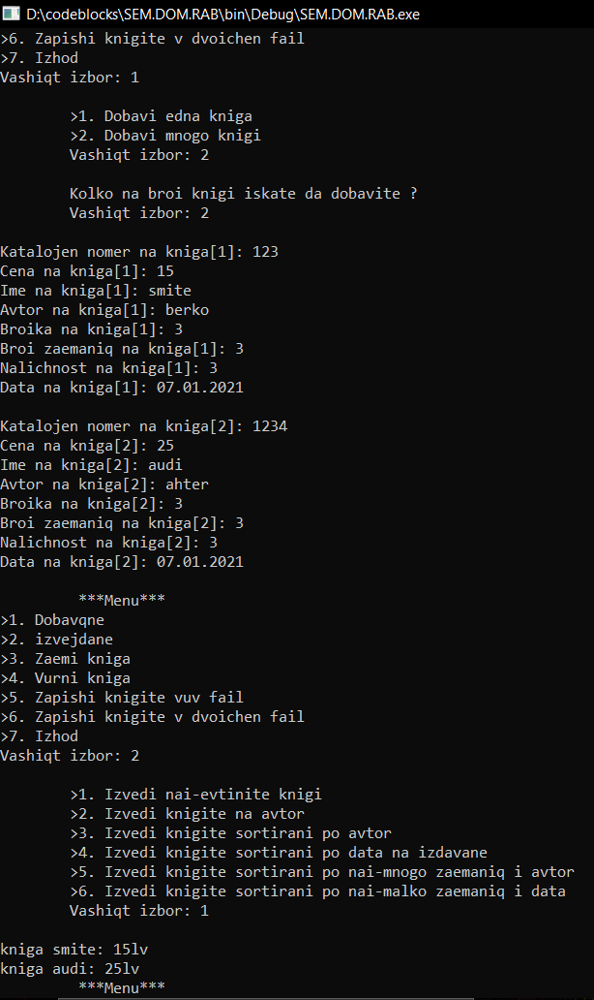 D:\codeblocks\SEM.DOM.RAB\bin\Debug\SEM.DOM.RAB.exe
>6. Zapishi knigite v dvoichen fail
>7. Izhod
Vashiqt izbor: 1
>1. Dobavi edna kniga
>2. Dobavi mnogo knigi
Vashiqt izbor: 2
Kolko na broi knigi iskate da dobavite ?
Vashiqt izbor: 2
Katalojen nomer na kniga[1]: 123
Cena na kniga[1]: 15
Ime na kniga[1]: smite
Avtor na kniga[1]: berko
Broika na kniga[1]: 3
Broi zaemaniq na kniga[1]: 3
Nalichnost na kniga[1]: 3
Data na kniga[1]: 07.01.2021
Katalojen nomer na kniga[2]: 1234
Cena na kniga[2]: 25
Ime na kniga[2]: audi
Avtor na kniga[2]: ahter
Broika na kniga[2]: 3
Broi zaemaniq na kniga[2]: 3
Nalichnost na kniga[2]: 3
Data na kniga[2]: 07.01.2021
***Menu***
>1. Dobavqne
>2. izvejdane
>3. Zaemi kniga
>4. Vurni kniga
>5. Zapishi knigite vuv fail
>6. Zapishi knigite v dvoichen fail
>7. Izhod
Vashiqt izbor: 2
>1. Izvedi nai-evtinite knigi
>2. Izvedi knigite na avtor
>3. Izvedi knigite sortirani po avtor
>4. Izvedi knigite sortirani po data na izdavane
>5. Izvedi knigite sortirani po nai-mnogo zaemaniq i avtor
>6. Izvedi knigite sortirani po nai-malko zaemaniq i data
Vashiqt izbor: 1
kniga smite: 15lv
kniga audi: 25lv
***Menu***